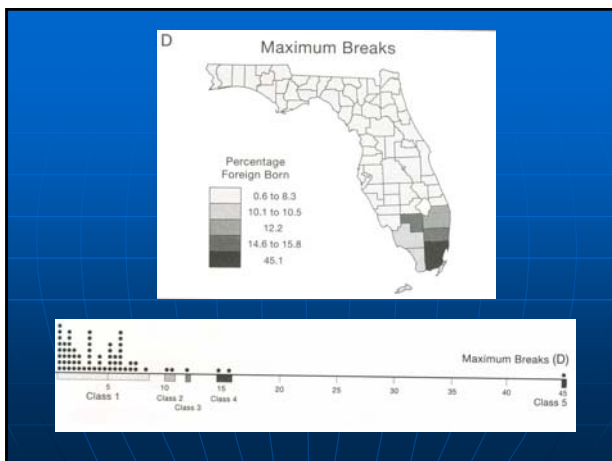 D
Maximum Breaks
Percentage
Foreign Born
0.6 to 8.3
10.1 to 10.5
12.2
14.6 to 15.8
45.1
Maximum Breaks (D)
5 10 15 20 25 30 35 40 45
Class 1 Class 2 Class 3 Class 4 Class 5